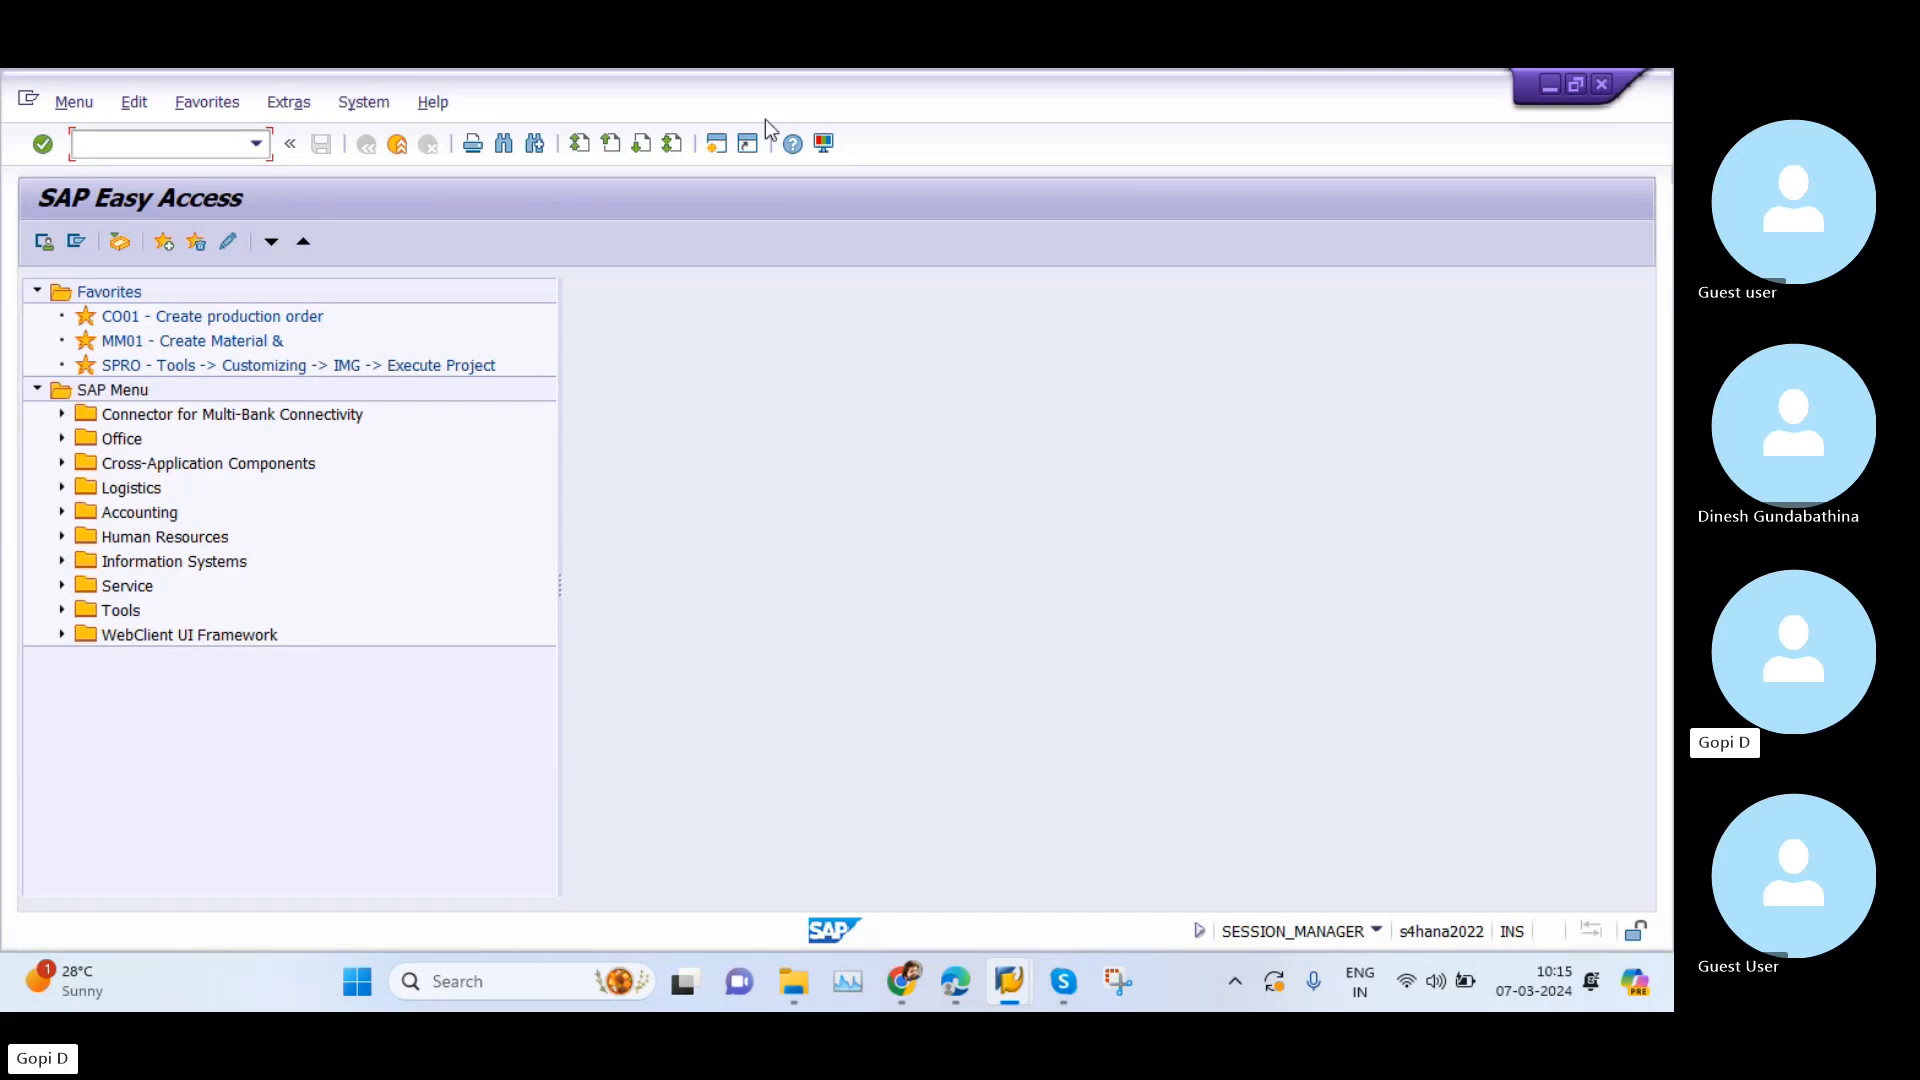 Menu Edit Favorites Extras System Help
SAP Easy Access
Favorites
CO01 - Create production order
MM01 - Create Material &
SPRO - Tools -> Customizing -> IMG -> Execute Project
SAP Menu
Connector for Multi-Bank Connectivity
Office
Cross-Application Components
Logistics
Accounting
Human Resources
Information Systems
Service
Tools
WebClient UI Framework
SAP
SESSION_MANAGER s4hana2022 INS
1
28°C
Sunny
Search
S
ENG
IN
10:15
07-03-2024
PRE
Guest user
Dinesh Gundabathina
Gopi D
Guest User
Gopi D